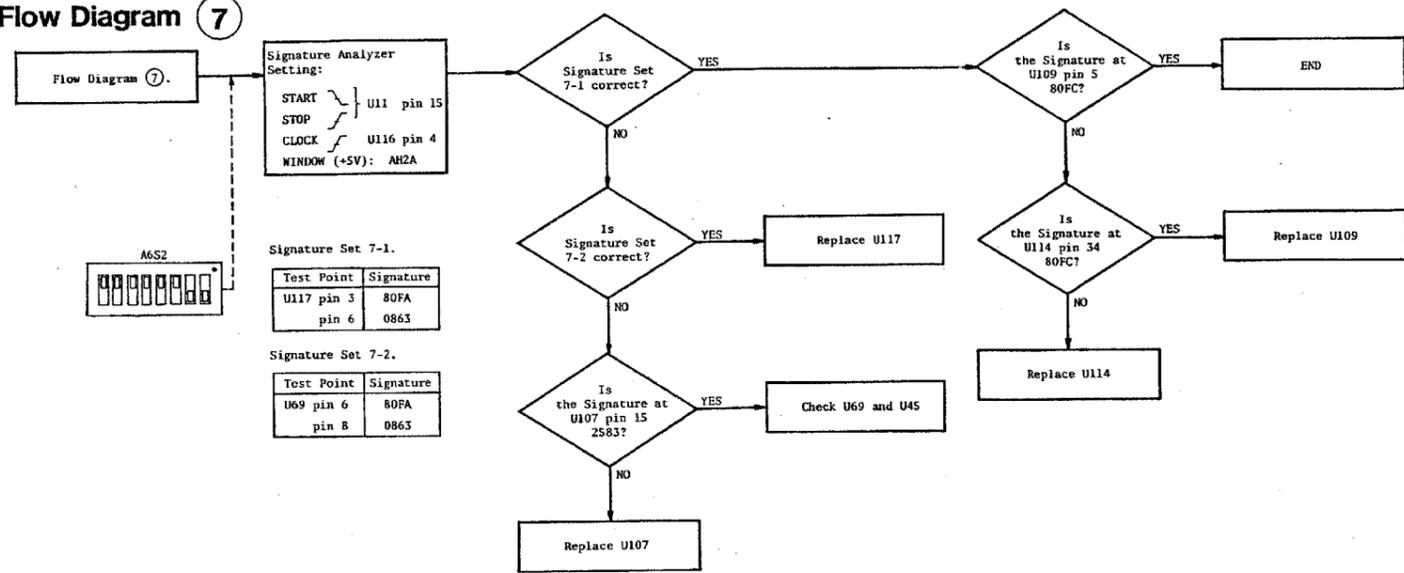 Flow Diagram 7
Flow Diagram 7.
Signature Analyzer
Setting:
START
STOP
U11 pin 15
CLOCK U116 pin 4
WINDOW (+5V): AH2A
A6S2
Signature Set 7-1.
Test Point Signature
U117 pin 3 80FA
pin 6 0863
Signature Set 7-2.
Test Point Signature
U69 pin 6 80FA
pin 8 0863
Is
Signature Set
7-1 correct?
YES
NO
Is
Signature Set
7-2 correct?
YES
Replace U117
NO
Is
the Signature at
U107 pin 15
2583?
YES
Check U69 and U45
NO
Replace U107
Is
the Signature at
U109 pin 5
80FC?
YES
END
NO
Is
the Signature at
U114 pin 34
80FC?
YES
Replace U109
NO
Replace U114